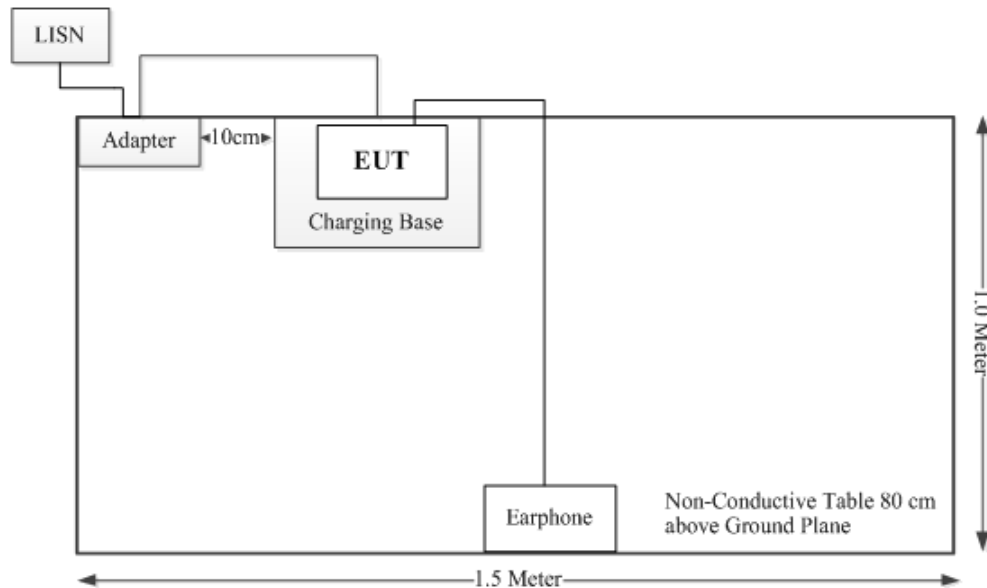 LISN
Adapter
10cm
EUT
Charging Base
1.0 Meter
Earphone
Non-Conductive Table 80 cm
above Ground Plane
1.5 Meter